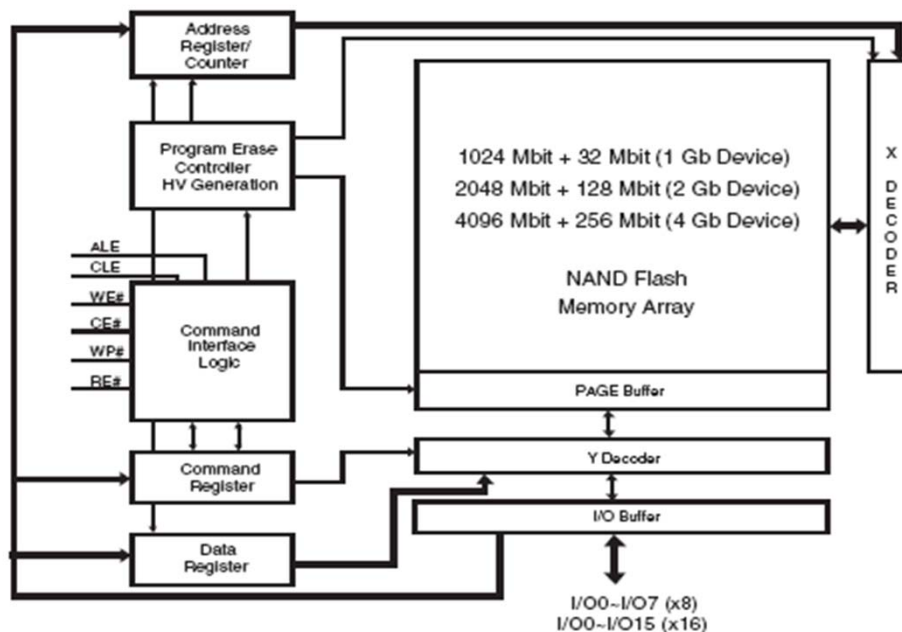 Address
Register/
Counter
Program Erase
Controller
HV Generation
ALE
CLE
WE#
CE#
WP#
RE#
Command
Interface
Logic
Command
Register
Data
Register
1024 Mbit + 32 Mbit (1 Gb Device)
2048 Mbit + 128 Mbit (2 Gb Device)
4096 Mbit + 256 Mbit (4 Gb Device)
NAND Flash
Memory Array
PAGE Buffer
Y Decoder
I/O Buffer
I/O0~I/O7 (x8)
I/O0~I/O15 (x16)
X
DECODER